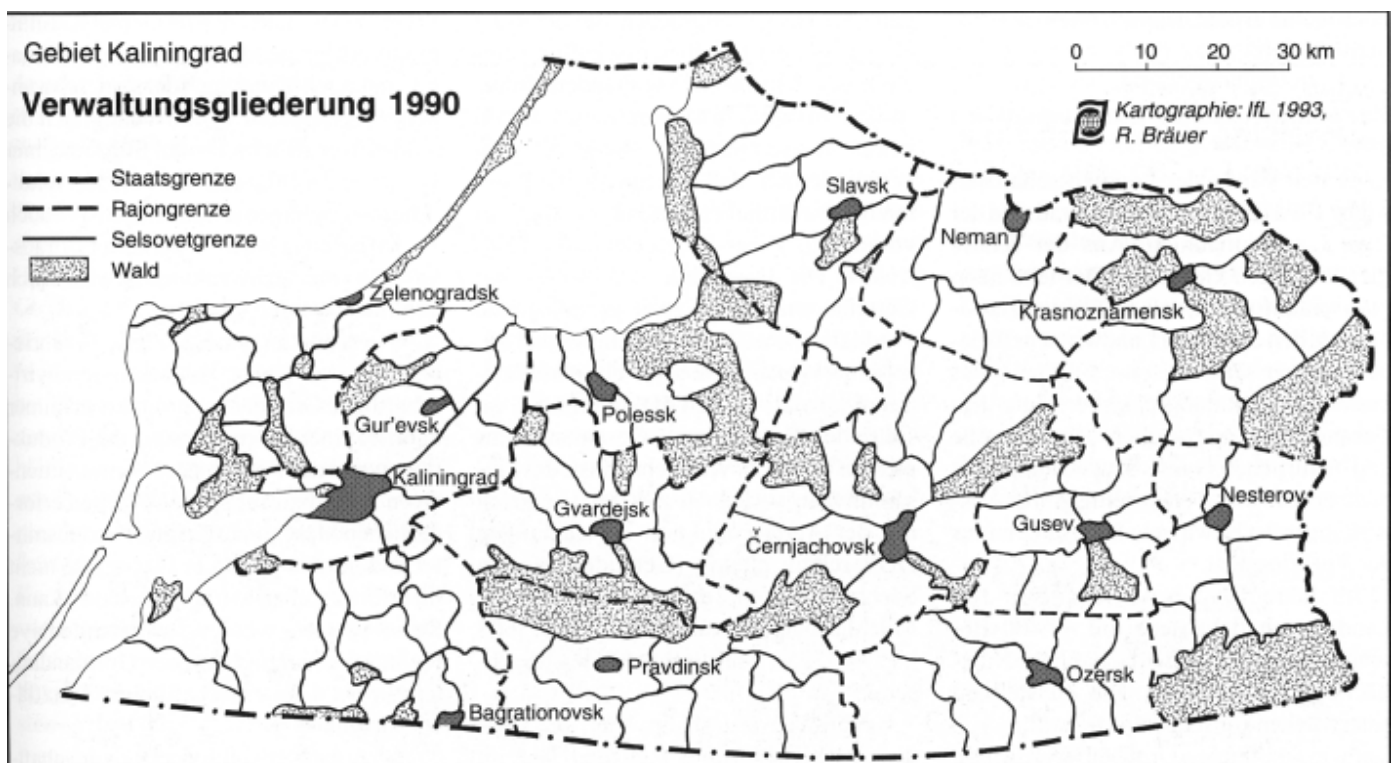 Gebiet Kaliningrad
Verwaltungsgliederung 1990
Staatsgrenze
Rajongrenze
Selsovetgrenze
Wald
0 10 20 30 km
Kartographie: IfL 1993,
R. Bräuer
Slavsk
Neman
Zelenogradsk
Krasnoznamensk
Polessk
Gur'evsk
Kaliningrad
Nesterov
Gvardejsk
Gusev
Černjachovsk
Pravdinsk
Ozersk
Bagrationovsk